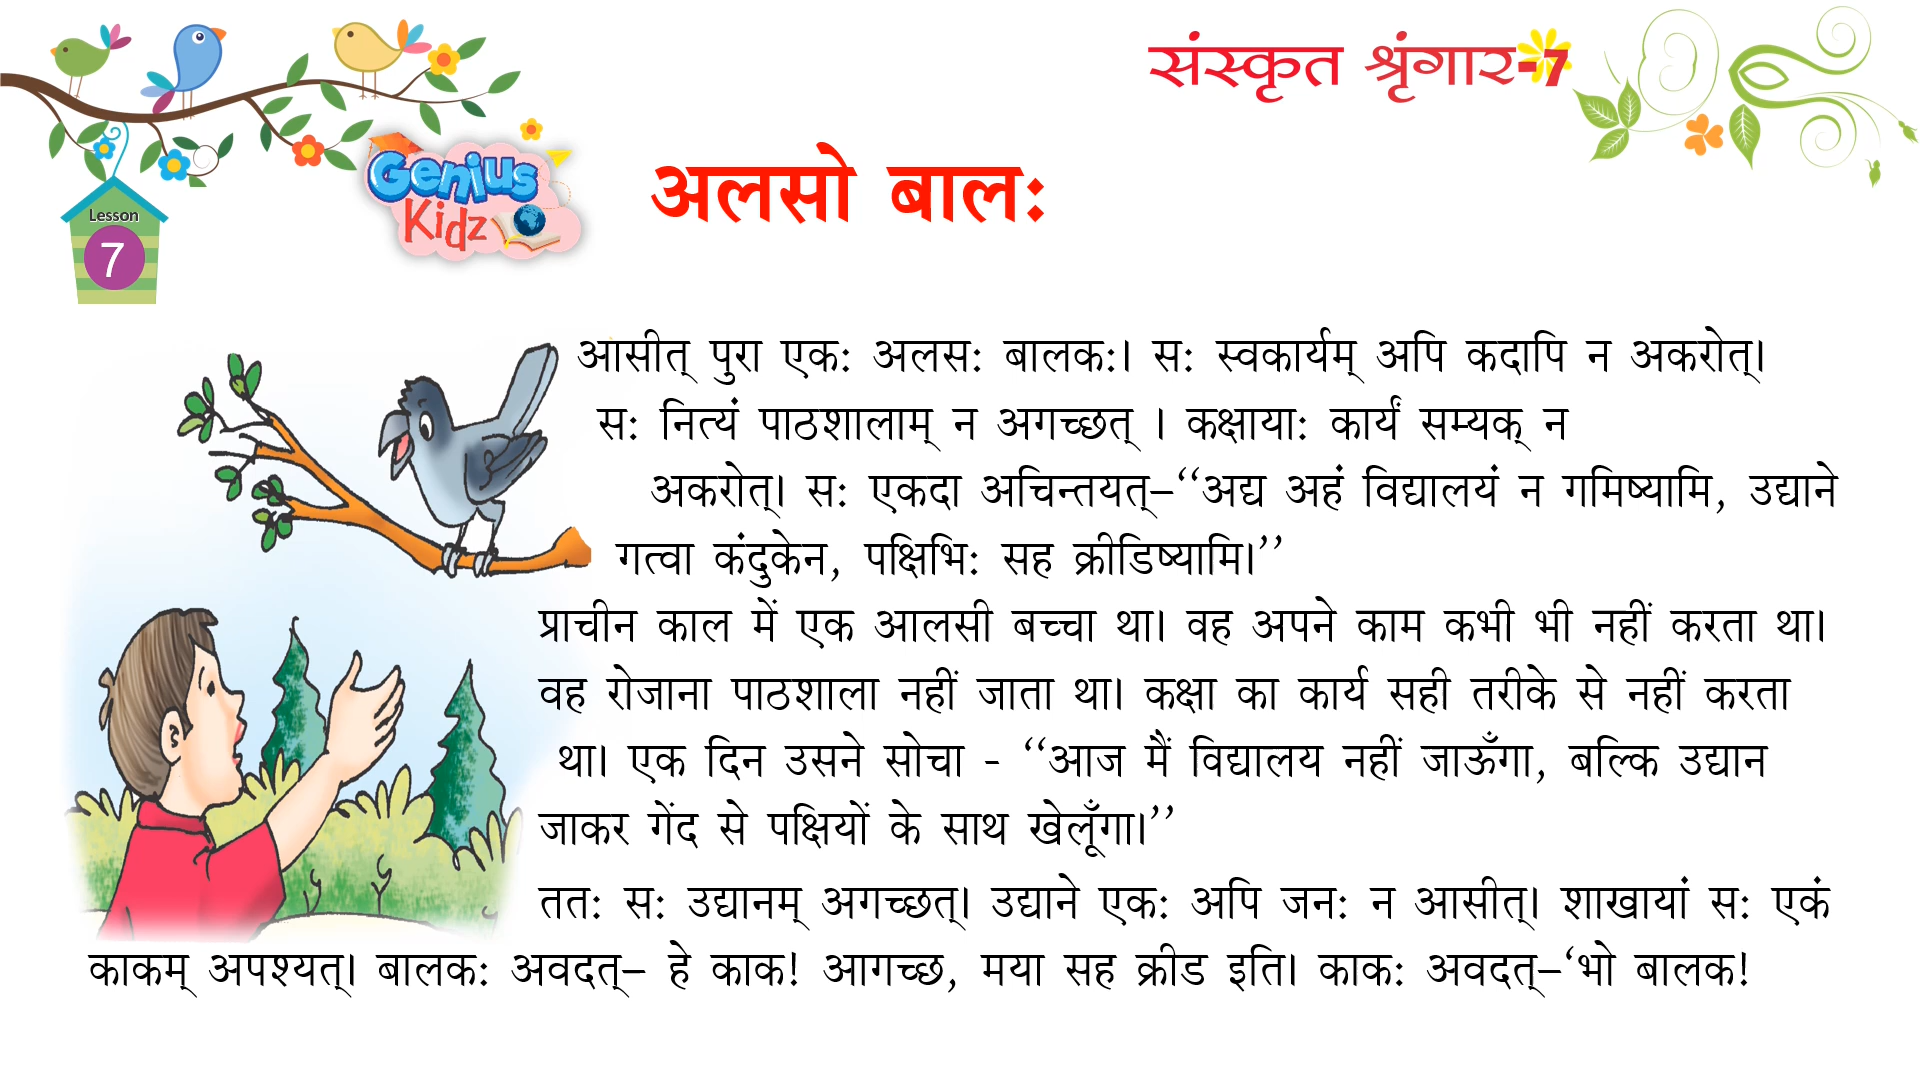 संस्कृत श्रृंगार-7
Genius
Kidz
Lesson
7
अलसो बालः
आसीत् पुरा एकः अलसः बालकः। सः स्वकार्यम् अपि कदापि न अकरोत्।
सः नित्यं पाठशालाम् न अगच्छत् । कक्षायाः कार्यं सम्यक् न
अकरोत्। सः एकदा अचिन्तयत्–‘‘अद्य अहं विद्यालयं न गमिष्यामि, उद्याने
गत्वा कंदुकेन, पक्षिभिः सह क्रीडिष्यामि।’’
प्राचीन काल में एक आलसी बच्चा था। वह अपने काम कभी भी नहीं करता था।
वह रोजाना पाठशाला नहीं जाता था। कक्षा का कार्य सही तरीके से नहीं करता
था। एक दिन उसने सोचा - ‘‘आज मैं विद्यालय नहीं जाऊँगा, बल्कि उद्यान
जाकर गेंद से पक्षियों के साथ खेलूँगा।’’
ततः सः उद्यानम् अगच्छत्। उद्याने एकः अपि जनः न आसीत्। शाखायां सः एकं
काकम् अपश्यत्। बालकः अवदत्– हे काक! आगच्छ, मया सह क्रीड इति। काकः अवदत्–‘भो बालक!